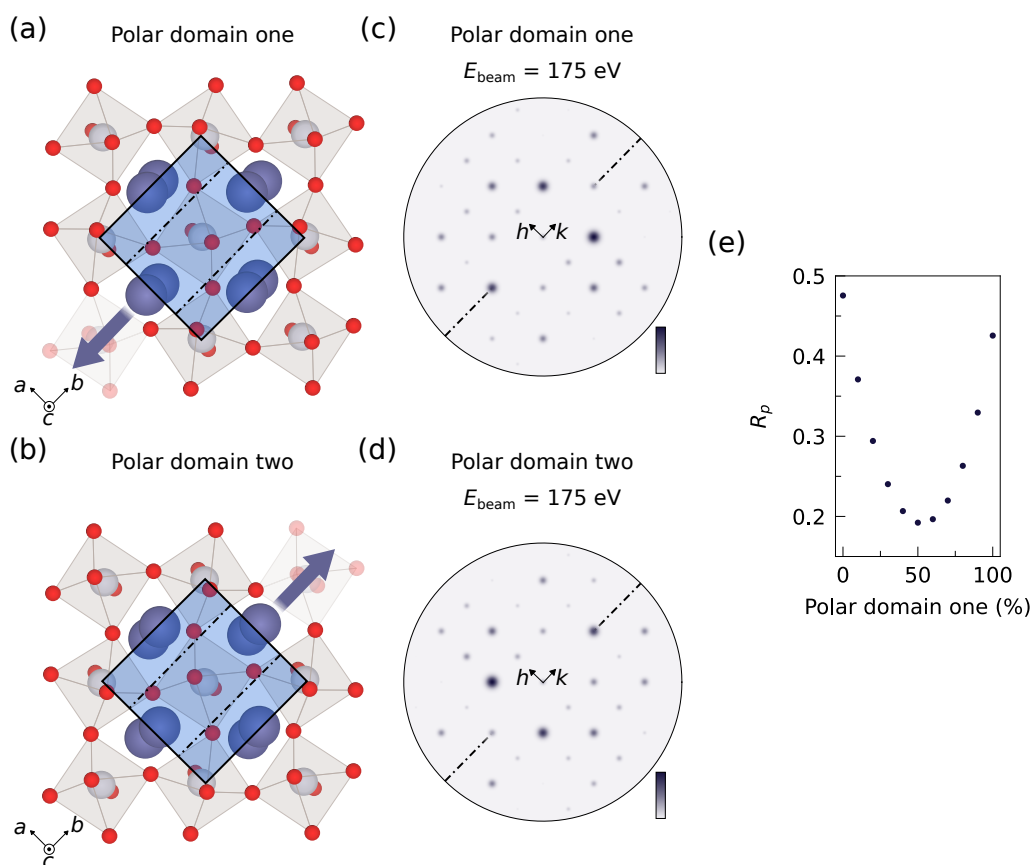 (a)
Polar domain one
a
b
c
(b)
Polar domain two
a
b
c
(c)
Polar domain one
E_beam = 175 eV
h
k
(d)
Polar domain two
E_beam = 175 eV
h
k
(e)
0.5
0.4
0.3
0.2
R_p
0
50
100
Polar domain one (%)